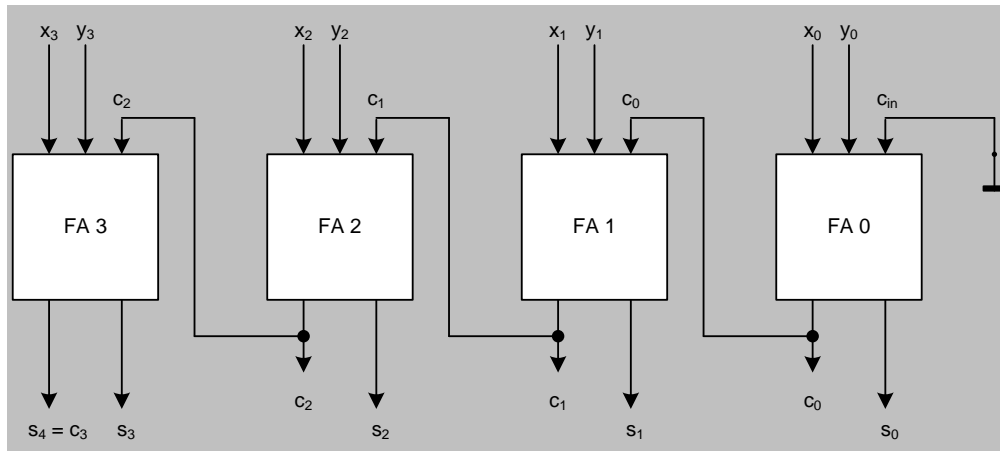 x₃ y₃ x₂ y₂ x₁ y₁ x₀ y₀
c₂ c₁ c₀ cᵢₙ
FA 3 FA 2 FA 1 FA 0
c₂ c₁ c₀
s₄ = c₃ s₃ s₂ s₁ s₀